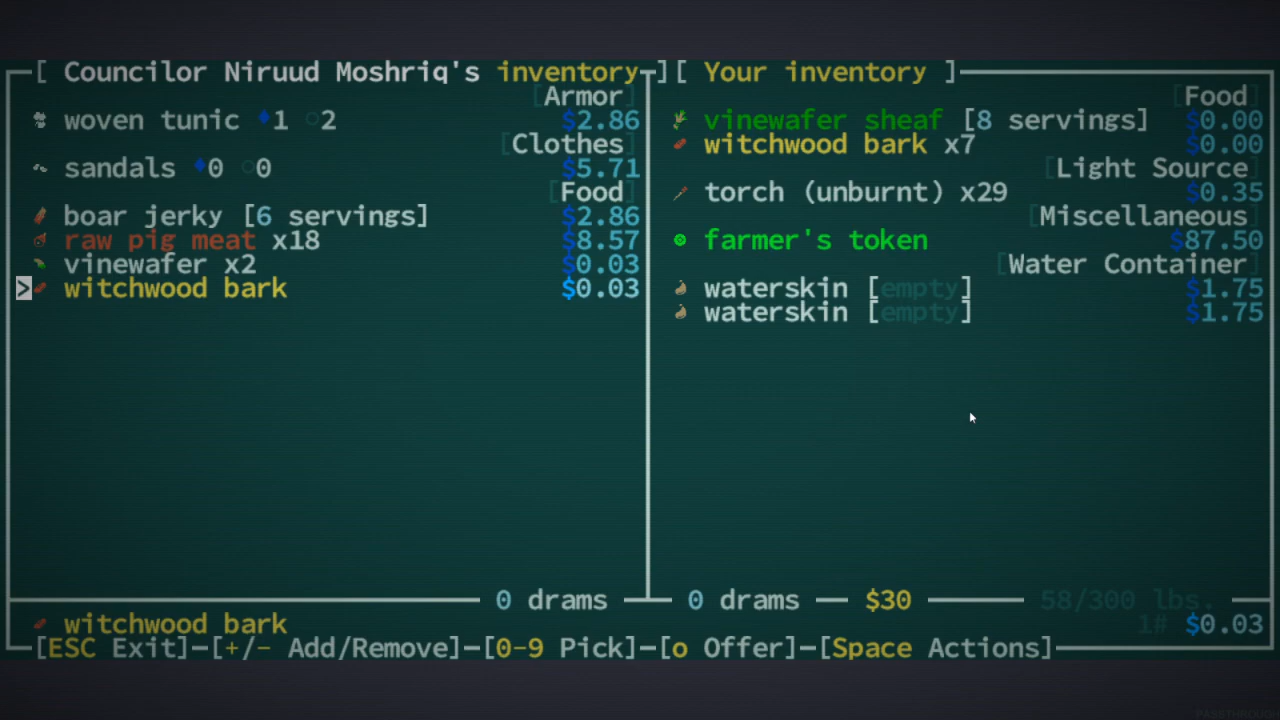 [ Councilor Niruud Moshriq's inventory ][ Your inventory ]
[Armor]
woven tunic ♦1 ○2 $2.86
[Clothes]
sandals ♦0 ○0 $5.71
[Food]
boar jerky [6 servings] $2.86
raw pig meat x18 $8.57
vinewafer x2 $0.03
> witchwood bark $0.03
[Food]
vinewafer sheaf [8 servings] $0.00
witchwood bark x7 $0.00
[Light Source]
torch (unburnt) x29 $0.35
[Miscellaneous]
farmer's token $87.50
[Water Container]
waterskin [empty] $1.75
waterskin [empty] $1.75
0 drams
0 drams $30 58/300 lbs.
witchwood bark 1# $0.03
[ESC Exit] [+/- Add/Remove] [0-9 Pick] [o Offer] [Space Actions]